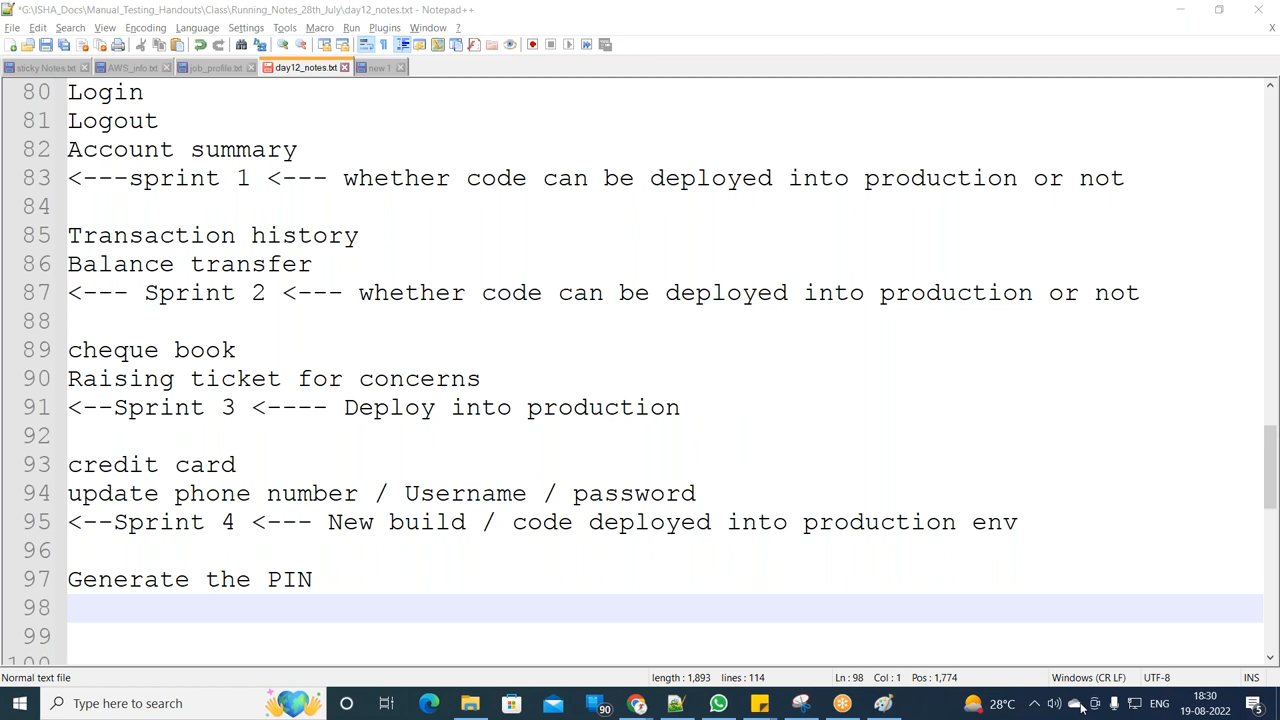 *G:\ISHA_Docs\Manual_Testing_Handouts\Class\Running_Notes_28th_July\day12_notes.txt - Notepad++
File Edit Search View Encoding Language Settings Tools Macro Run Plugins Window ?
sticky Notes.txt AWS_info.txt job_profile.txt day12_notes.txt new 1
80 Login
81 Logout
82 Account summary
83 <---sprint 1 <--- whether code can be deployed into production or not
84
85 Transaction history
86 Balance transfer
87 <--- Sprint 2 <--- whether code can be deployed into production or not
88
89 cheque book
90 Raising ticket for concerns
91 <--Sprint 3 <---- Deploy into production
92
93 credit card
94 update phone number / Username / password
95 <--Sprint 4 <--- New build / code deployed into production env
96
97 Generate the PIN
98
99
100
Normal text file length : 1,893 lines : 114 Ln : 98 Col : 1 Pos : 1,774 Windows (CR LF) UTF-8 INS
Type here to search 90 28°C ENG 18:30
19-08-2022 5